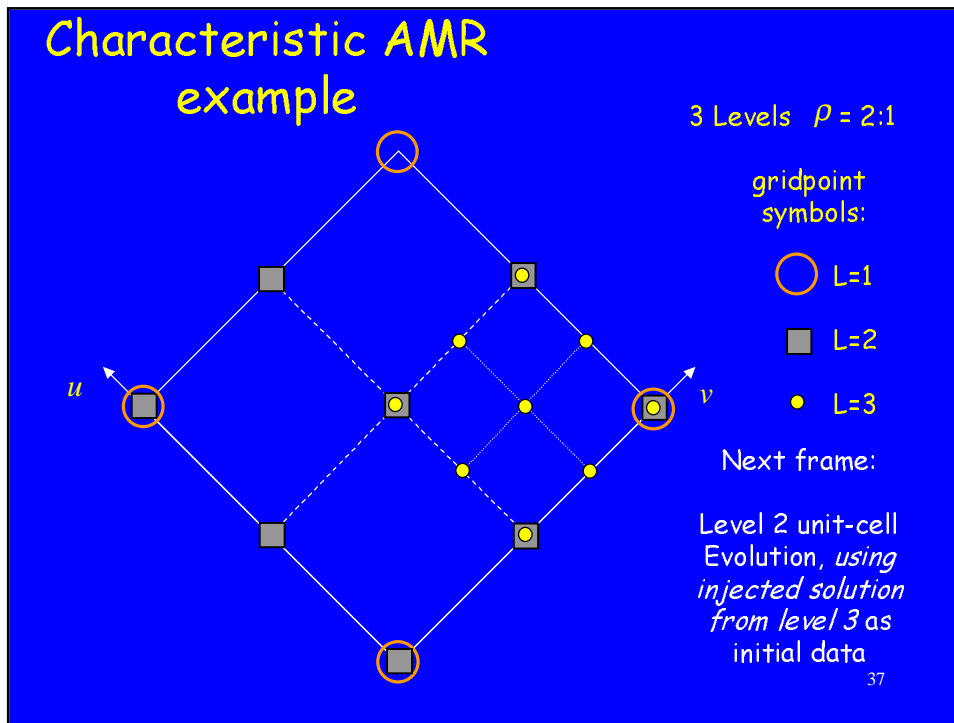 Characteristic AMR
example
3 Levels ρ = 2:1
gridpoint
symbols:
L=1
L=2
L=3
u
v
Next frame:
Level 2 unit-cell
Evolution, using
injected solution
from level 3 as
initial data
37